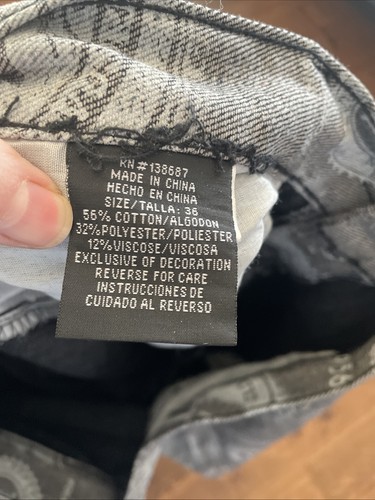 RN#138687
MADE IN CHINA
HECHO EN CHINA
SIZE/TALLA: 36
56% COTTON/ALGODON
32%POLYESTER/POLIESTER
12%VISCOSE/VISCOSA
EXCLUSIVE OF DECORATION
REVERSE FOR CARE
INSTRUCCIONES DE
CUIDADO AL REVERSO
36